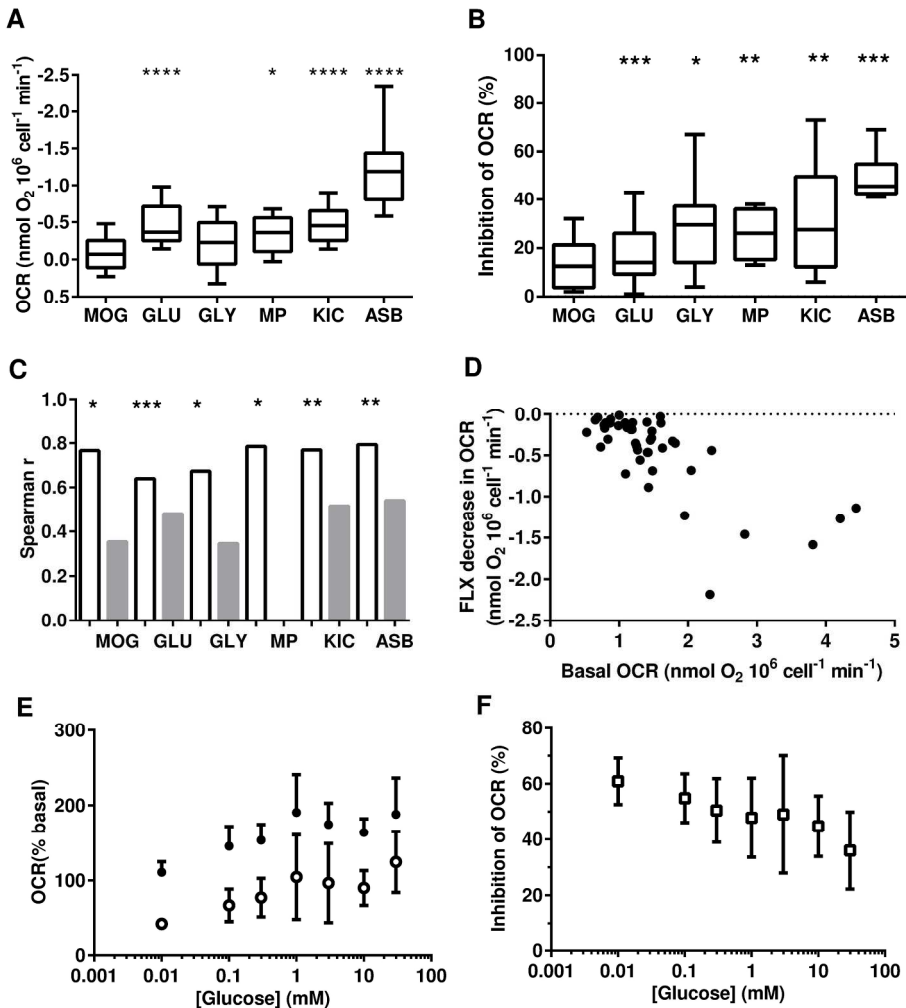 A
**** * **** ****
OCR (nmol O2 10^6 cell^-1 min^-1)
-2.5
-2.0
-1.5
-1.0
-0.5
0.0
0.5
MOG GLU GLY MP KIC ASB
B
*** * ** ** ***
Inhibition of OCR (%)
100
80
60
40
20
0
MOG GLU GLY MP KIC ASB
C
* *** * * ** **
Spearman r
1.0
0.8
0.6
0.4
0.2
0.0
MOG GLU GLY MP KIC ASB
D
FLX decrease in OCR
(nmol O2 10^6 cell^-1 min^-1)
0.0
-0.5
-1.0
-1.5
-2.0
-2.5
0 1 2 3 4 5
Basal OCR (nmol O2 10^6 cell^-1 min^-1)
E
OCR(% basal)
300
200
100
0
0.001 0.01 0.1 1 10 100
[Glucose] (mM)
F
Inhibition of OCR (%)
80
60
40
20
0
0.001 0.01 0.1 1 10 100
[Glucose] (mM)